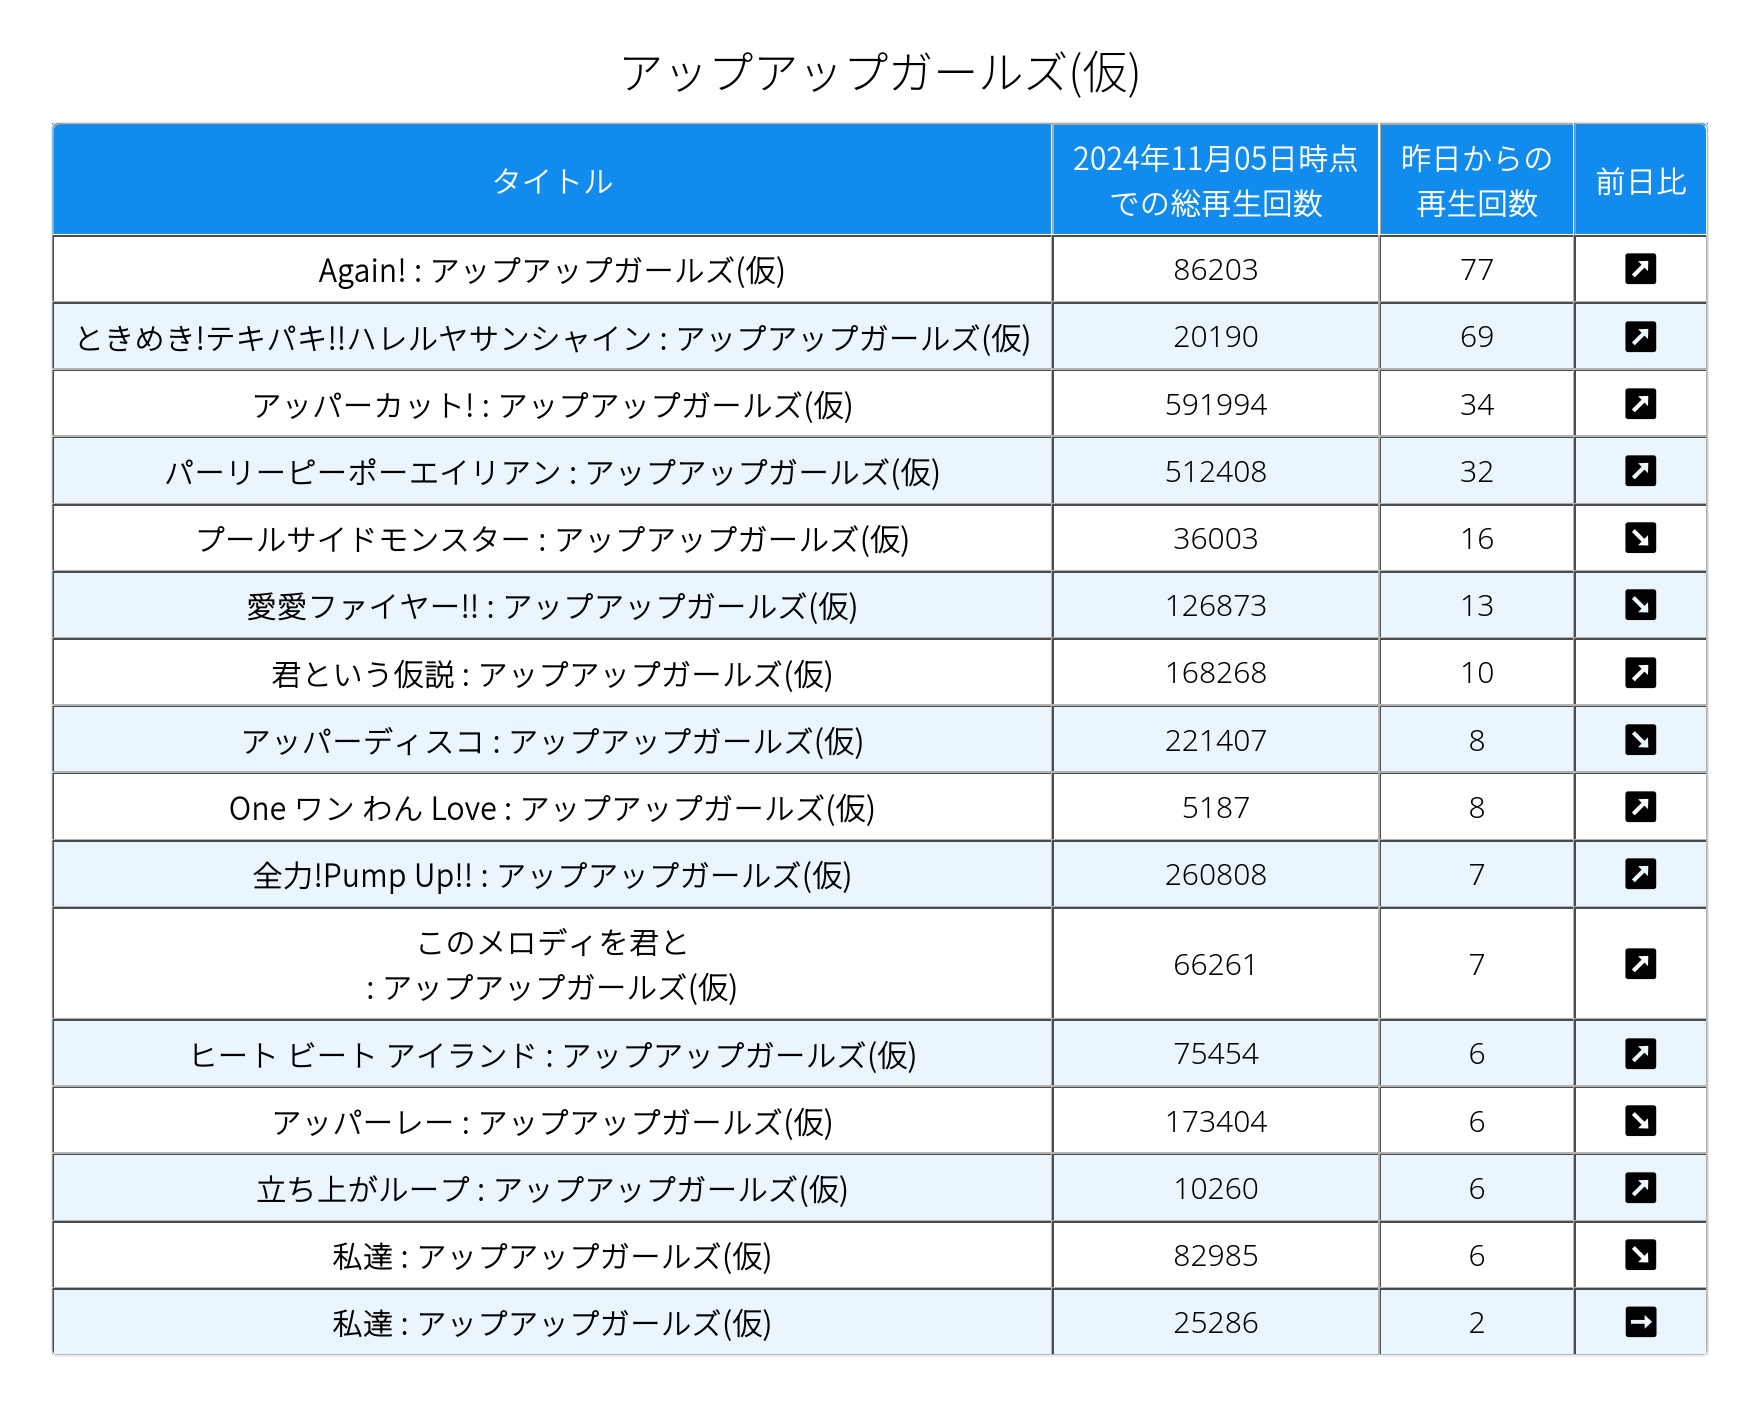 アップアップガールズ(仮)
タイトル
2024年11月05日時点
での総再生回数
昨日からの
再生回数
前日比
Again! : アップアップガールズ(仮) 86203 77
ときめき!テキパキ!!ハレルヤサンシャイン : アップアップガールズ(仮) 20190 69
アッパーカット! : アップアップガールズ(仮) 591994 34
パーリーピーポーエイリアン : アップアップガールズ(仮) 512408 32
プールサイドモンスター : アップアップガールズ(仮) 36003 16
愛愛ファイヤー!! : アップアップガールズ(仮) 126873 13
君という仮説 : アップアップガールズ(仮) 168268 10
アッパーディスコ : アップアップガールズ(仮) 221407 8
One ワン わん Love : アップアップガールズ(仮) 5187 8
全力!Pump Up!! : アップアップガールズ(仮) 260808 7
このメロディを君と
: アップアップガールズ(仮) 66261 7
ヒート ビート アイランド : アップアップガールズ(仮) 75454 6
アッパーレー : アップアップガールズ(仮) 173404 6
立ち上がループ : アップアップガールズ(仮) 10260 6
私達 : アップアップガールズ(仮) 82985 6
私達 : アップアップガールズ(仮) 25286 2